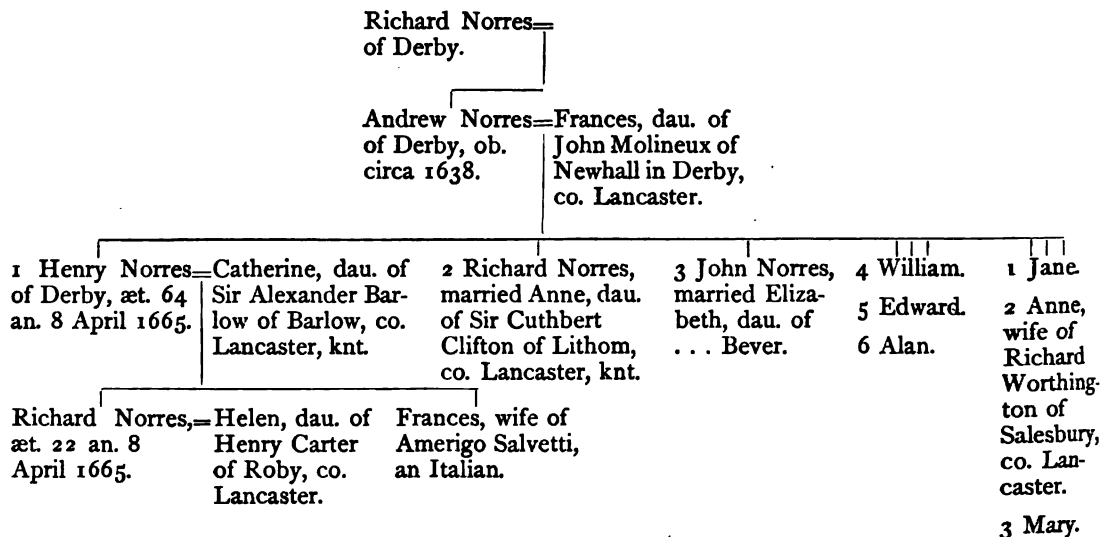 Richard Norres=
of Derby.
Andrew Norres=Frances, dau. of
of Derby, ob.
circa 1638.
John Molineux of
Newhall in Derby,
co. Lancaster.
1 Henry Norres=
of Derby, æt. 64
an. 8 April 1665.
Catherine, dau. of
Sir Alexander Bar-
low of Barlow, co.
Lancaster, knt.
2 Richard Norres,
married Anne, dau.
of Sir Cuthbert
Clifton of Lithom,
co. Lancaster, knt.
3 John Norres,
married Eliza-
beth, dau. of
... Bever.
4 William.
5 Edward.
6 Alan.
1 Jane.
2 Anne,
wife of
Richard
Worthing-
ton of
Salesbury,
co. Lan-
caster.
3 Mary.
Richard Norres,=
æt. 22 an. 8
April 1665.
Helen, dau. of
Henry Carter
of Roby, co.
Lancaster.
Frances, wife of
Amerigo Salvetti,
an Italian.